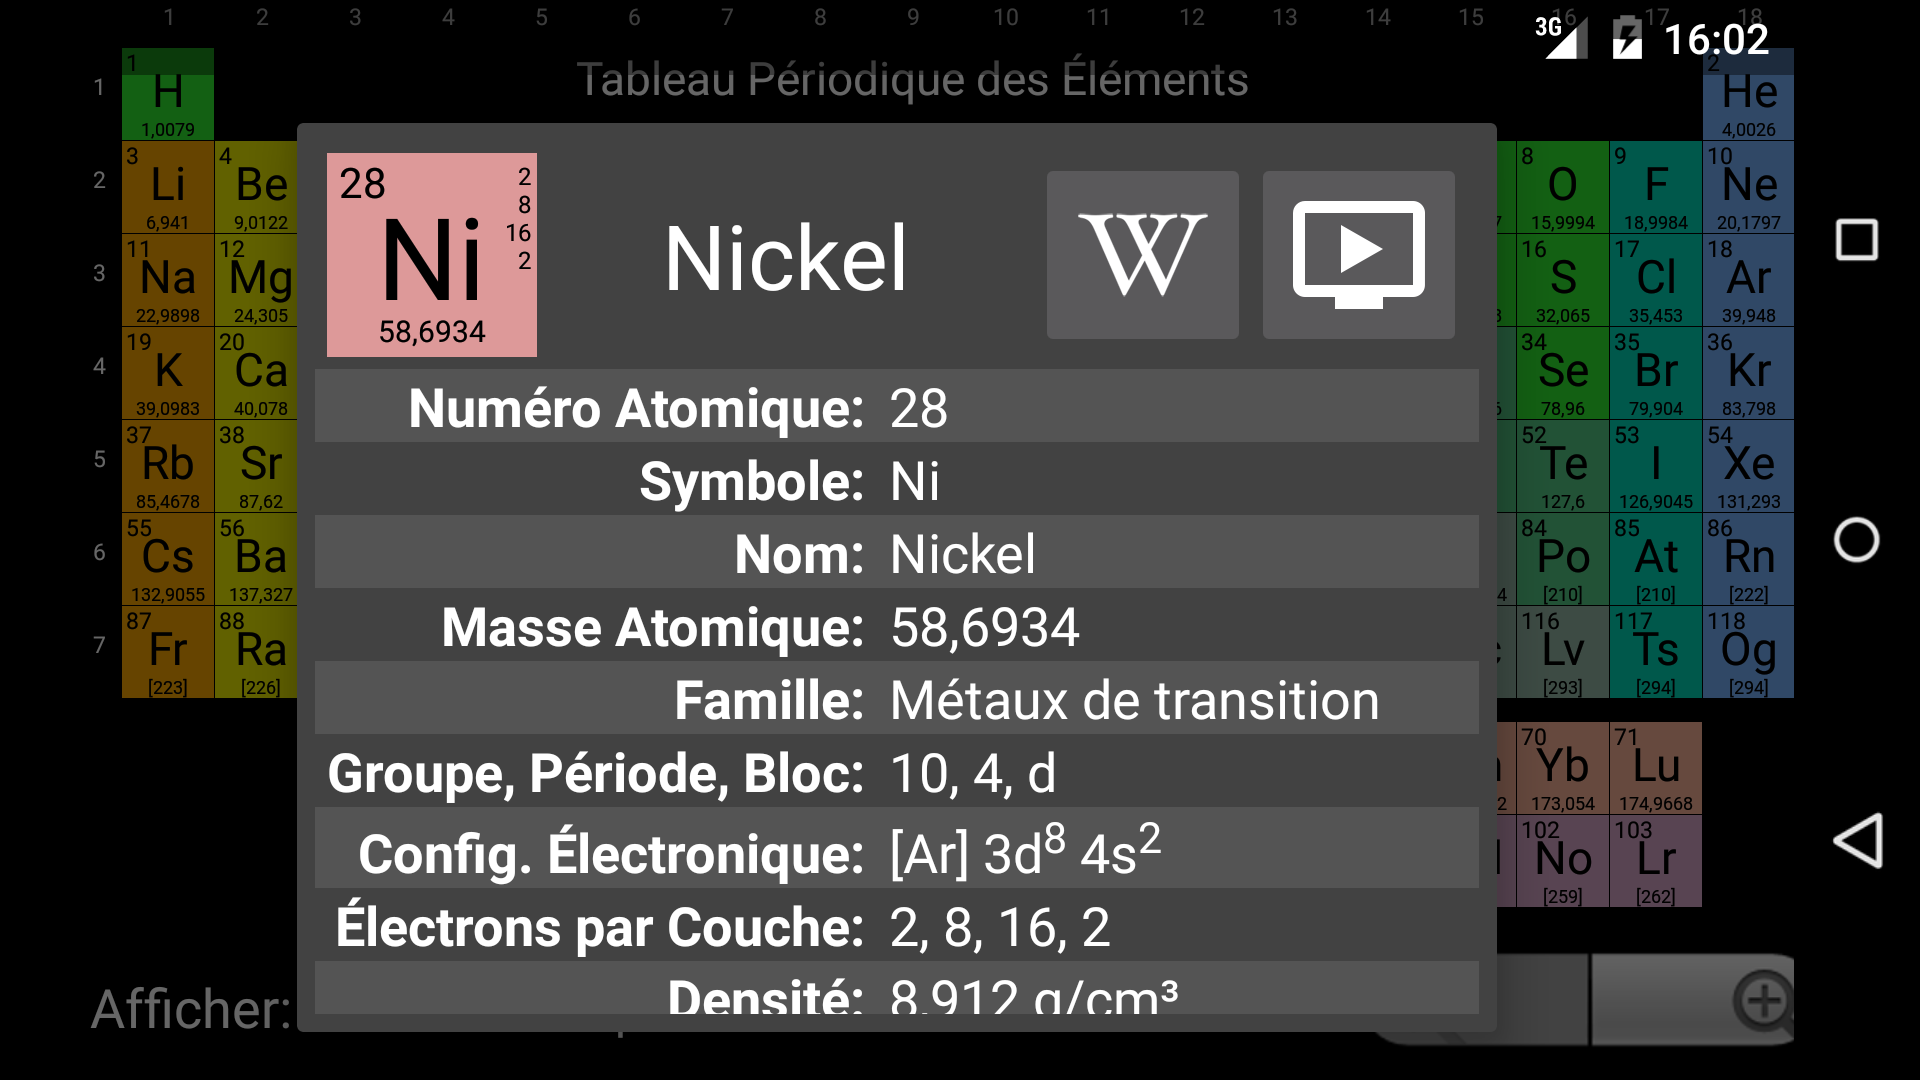 1 2 3 4 5 6 7 8 9 10 11 12 13 14 15 16 17 18
3G 16:02
Tableau Périodique des Éléments
1
1 H 1,0079
2 He 4,0026
2
3 Li 6,941
4 Be 9,0122
8 O 15,9994
9 F 18,9984
10 Ne 20,1797
3
11 Na 22,9898
12 Mg 24,305
16 S 32,065
17 Cl 35,453
18 Ar 39,948
4
19 K 39,0983
20 Ca 40,078
34 Se 78,96
35 Br 79,904
36 Kr 83,798
5
37 Rb 85,4678
38 Sr 87,62
52 Te 127,6
53 I 126,9045
54 Xe 131,293
6
55 Cs 132,9055
56 Ba 137,327
84 Po [210]
85 At [210]
86 Rn [222]
7
87 Fr [223]
88 Ra [226]
116 Lv [293]
117 Ts [294]
118 Og [294]
70 Yb 173,054
71 Lu 174,9668
102 No [259]
103 Lr [262]
28
2
8
16
2
Ni
58,6934
Nickel
W
Numéro Atomique: 28
Symbole: Ni
Nom: Nickel
Masse Atomique: 58,6934
Famille: Métaux de transition
Groupe, Période, Bloc: 10, 4, d
Config. Électronique: [Ar] 3d⁸ 4s²
Électrons par Couche: 2, 8, 16, 2
Densité: 8,912 g/cm³
Afficher: